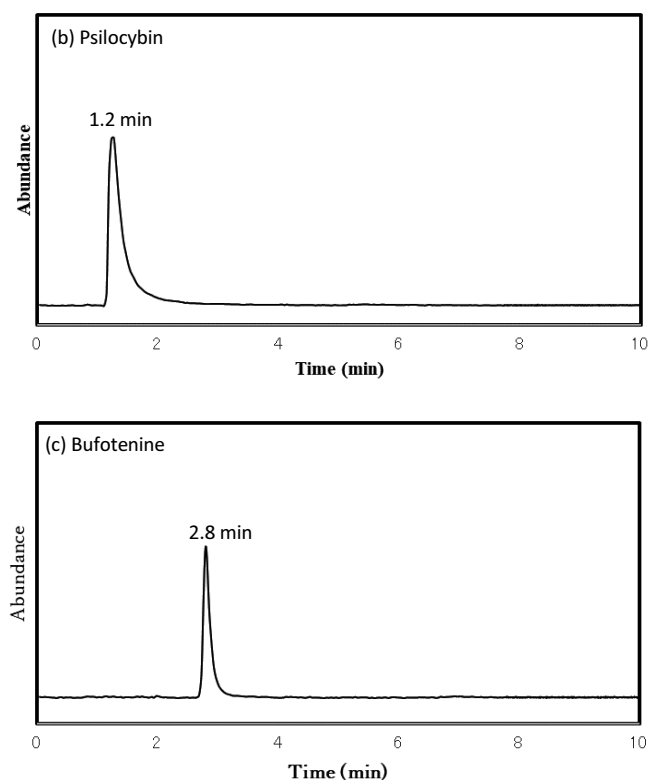 (b) Psilocybin
1.2 min
Abundance
0 2 4 6 8 10
Time (min)
(c) Bufotenine
2.8 min
Abundance
0 2 4 6 8 10
Time (min)